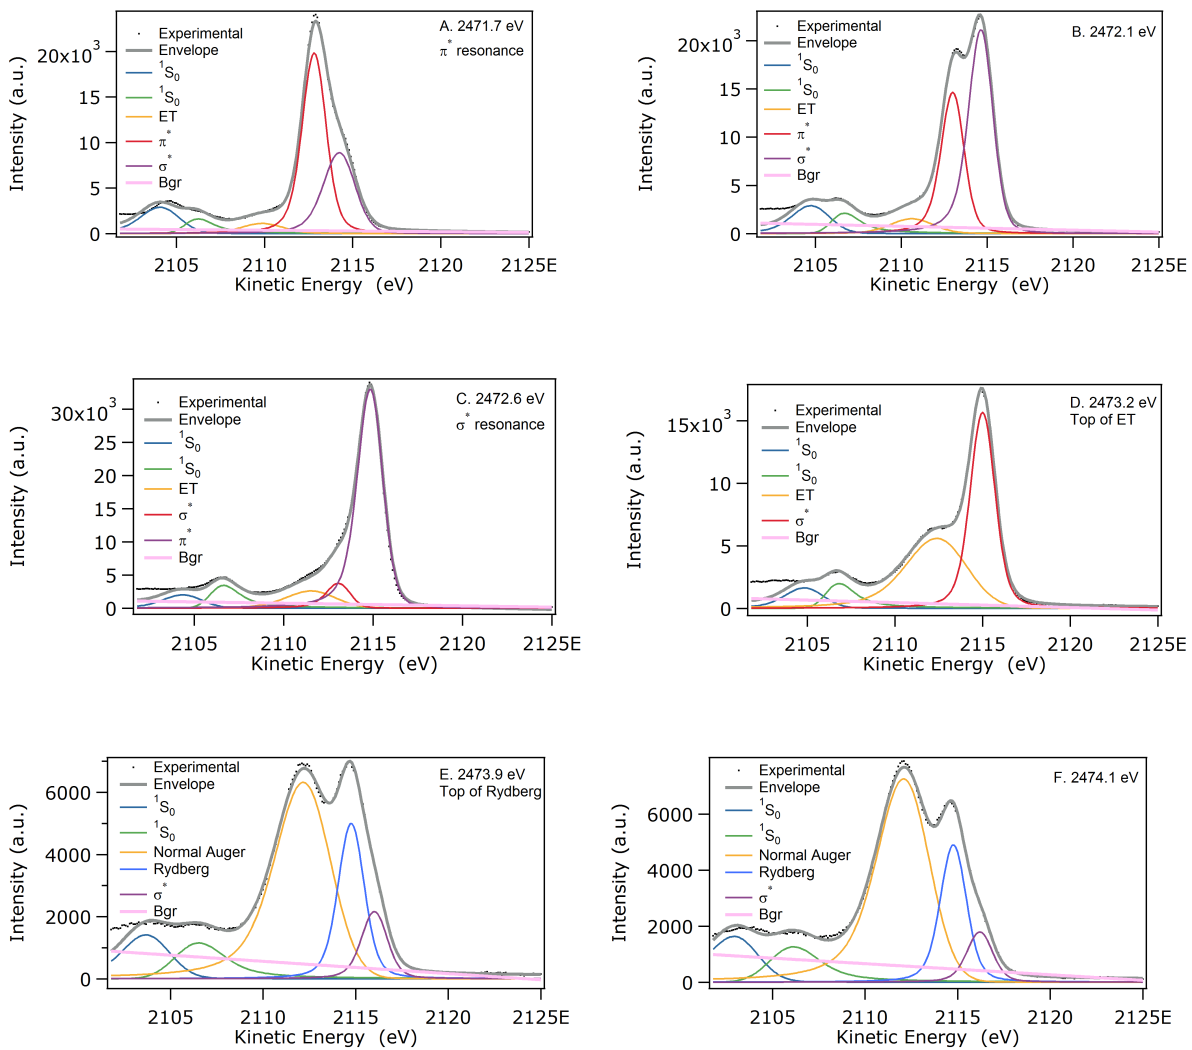 A. 2471.7 eV
π* resonance
Experimental
Envelope
¹S₀
¹S₀
ET
π*
σ*
Bgr
Intensity (a.u.)
20x10³
15
10
5
0
2105
2110
2115
2120
2125E
Kinetic Energy (eV)
B. 2472.1 eV
Experimental
Envelope
¹S₀
¹S₀
ET
π*
σ*
Bgr
Intensity (a.u.)
20x10³
15
10
5
0
2105
2110
2115
2120
2125E
Kinetic Energy (eV)
C. 2472.6 eV
σ* resonance
Experimental
Envelope
¹S₀
¹S₀
ET
σ*
π*
Bgr
Intensity (a.u.)
30x10³
25
20
15
10
5
0
2105
2110
2115
2120
2125E
Kinetic Energy (eV)
D. 2473.2 eV
Top of ET
Experimental
Envelope
¹S₀
¹S₀
ET
σ*
Bgr
Intensity (a.u.)
15x10³
10
5
0
2105
2110
2115
2120
2125E
Kinetic Energy (eV)
E. 2473.9 eV
Top of Rydberg
Experimental
Envelope
¹S₀
¹S₀
Normal Auger
Rydberg
σ*
Bgr
Intensity (a.u.)
6000
4000
2000
0
2105
2110
2115
2120
2125E
Kinetic Energy (eV)
F. 2474.1 eV
Experimental
Envelope
¹S₀
¹S₀
Normal Auger
Rydberg
σ*
Bgr
Intensity (a.u.)
6000
4000
2000
0
2105
2110
2115
2120
2125E
Kinetic Energy (eV)